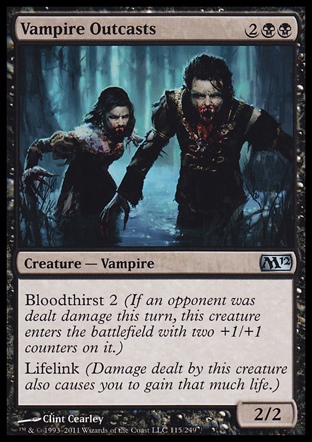 Vampire Outcasts 2
Creature — Vampire M12
Bloodthirst 2 (If an opponent was
dealt damage this turn, this creature
enters the battlefield with two +1/+1
counters on it.)
Lifelink (Damage dealt by this creature
also causes you to gain that much life.)
Clint Cearley
™ & © 1993–2011 Wizards of the Coast LLC 115/249
2/2